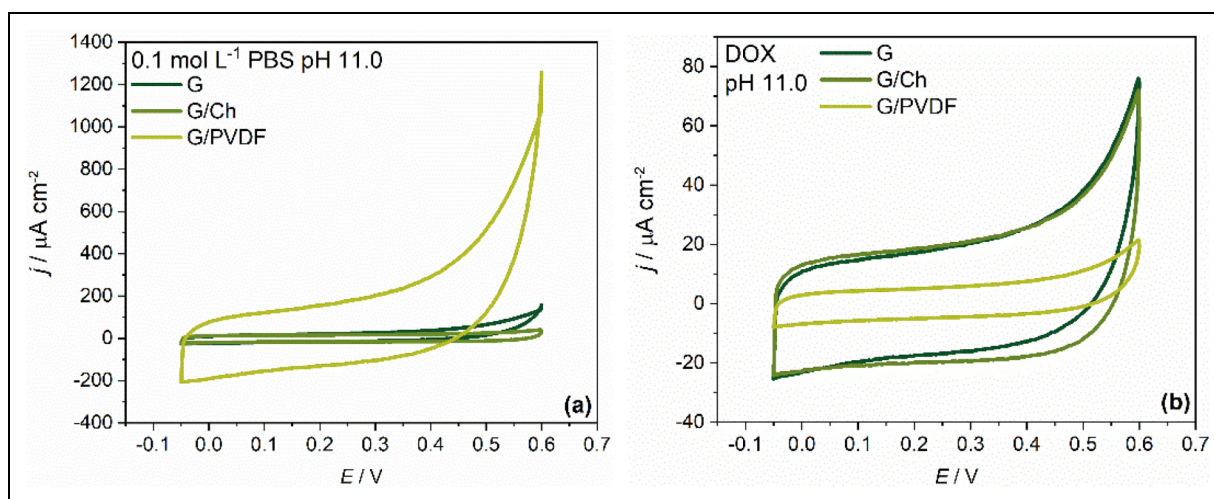 0.1 mol L⁻¹ PBS pH 11.0
G
G/Ch
G/PVDF
1400
1200
1000
800
600
400
200
0
-200
-400
j / μA cm⁻²
-0.1 0.0 0.1 0.2 0.3 0.4 0.5 0.6 0.7
E / V
(a)
DOX
pH 11.0
G
G/Ch
G/PVDF
80
60
40
20
0
-20
-40
j / μA cm⁻²
-0.1 0.0 0.1 0.2 0.3 0.4 0.5 0.6 0.7
E / V
(b)